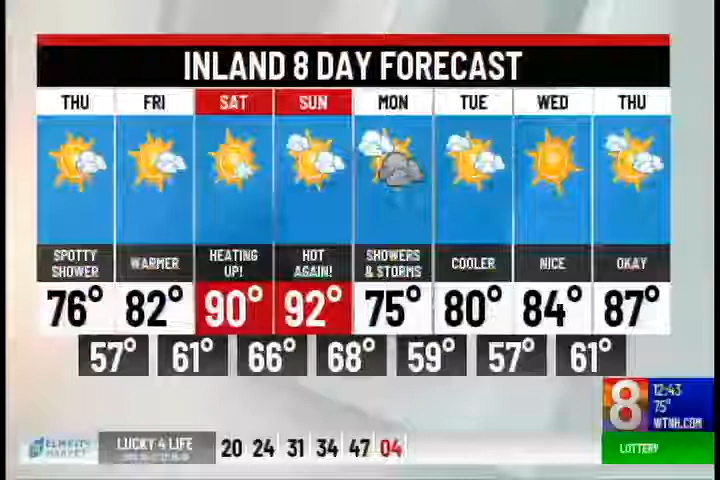 INLAND 8 DAY FORECAST
THU FRI SAT SUN MON TUE WED THU
SPOTTY SHOWER
WARMER
HEATING UP!
HOT AGAIN!
SHOWERS & STORMS
COOLER
NICE
OKAY
76° 82° 90° 92° 75° 80° 84° 87°
57° 61° 66° 68° 59° 57° 61°
8
12:43
75°
WTNH.COM
LUCKY 4 LIFE
20 24 31 34 47 04
LOTTERY